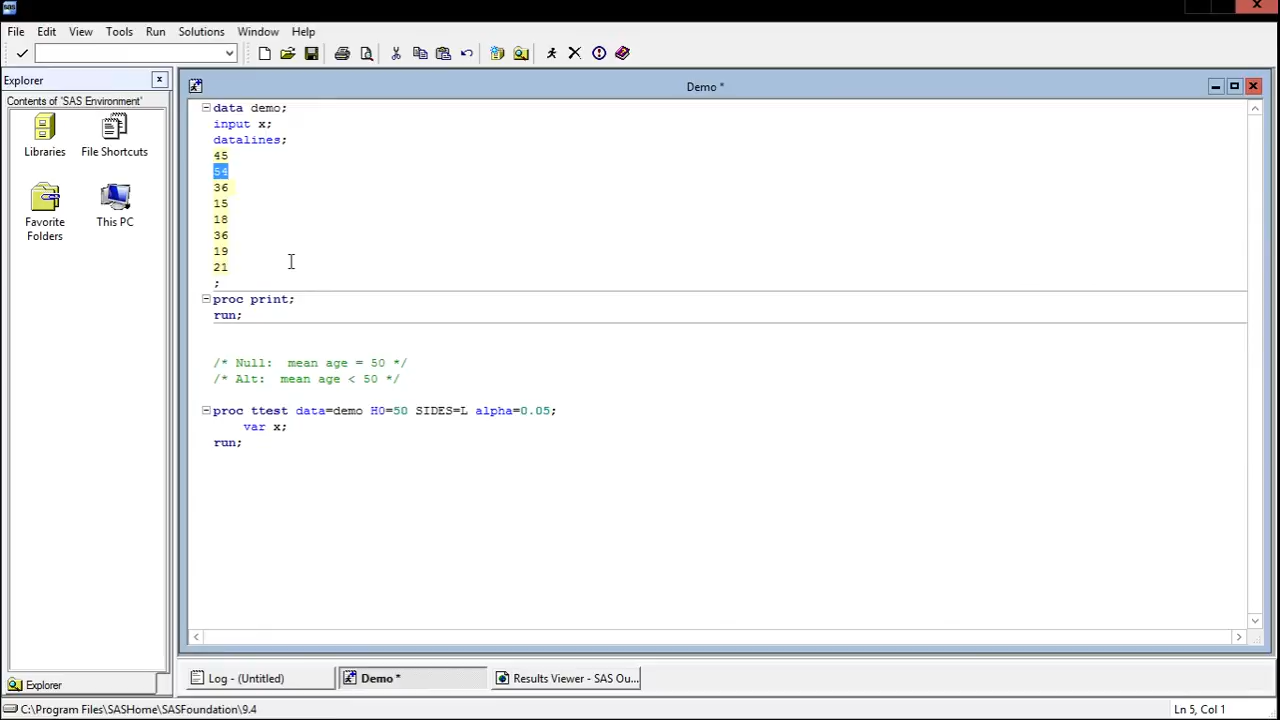 sas
File Edit View Tools Run Solutions Window Help
Explorer
Contents of 'SAS Environment'
Libraries
File Shortcuts
Favorite Folders
This PC
Explorer
Demo *
data demo;
input x;
datalines;
45
54
36
15
18
36
19
21
;
proc print;
run;
/* Null:  mean age = 50 */
/* Alt:  mean age < 50 */
proc ttest data=demo H0=50 SIDES=L alpha=0.05;
var x;
run;
Log - (Untitled)
Demo *
Results Viewer - SAS Ou...
C:\Program Files\SASHome\SASFoundation\9.4
Ln 5, Col 1